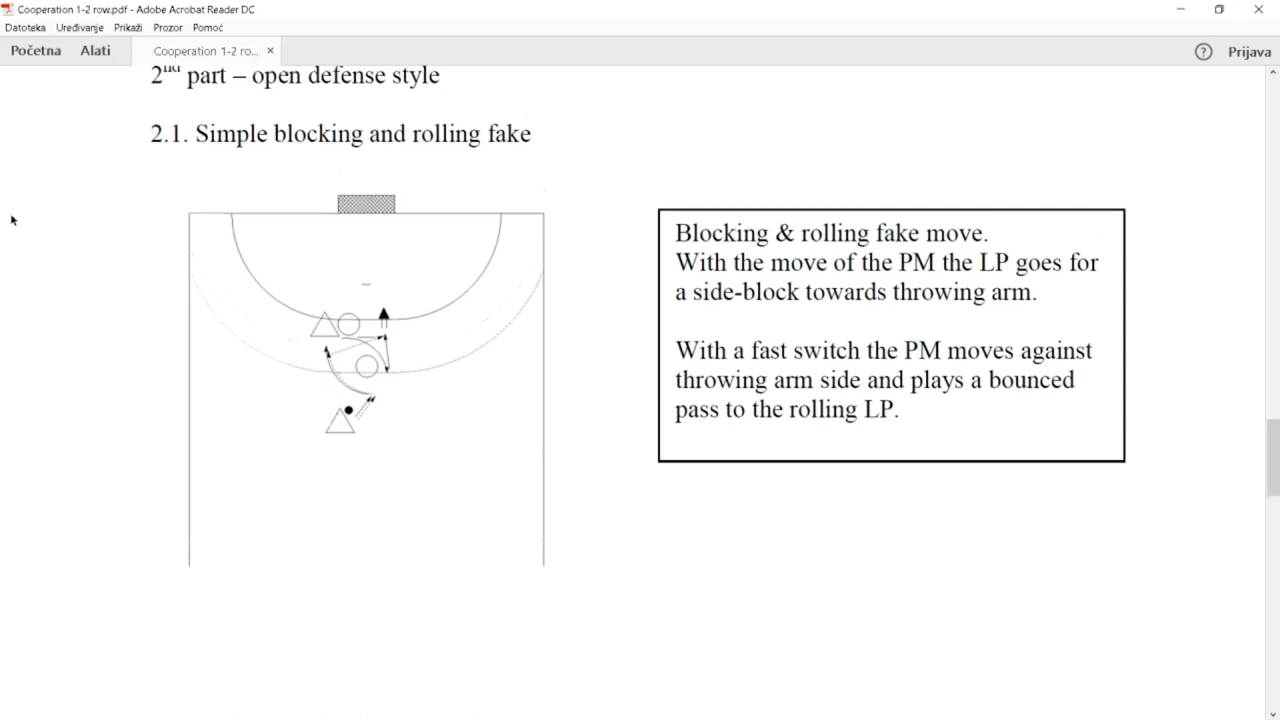 Cooperation 1-2 row.pdf - Adobe Acrobat Reader DC
Datoteka Uređivanje Prikaži Prozor Pomoć
Početna Alati Cooperation 1-2 ro... × ? Prijava
2nd part – open defense style
2.1. Simple blocking and rolling fake
Blocking & rolling fake move.
With the move of the PM the LP goes for
a side-block towards throwing arm.
With a fast switch the PM moves against
throwing arm side and plays a bounced
pass to the rolling LP.